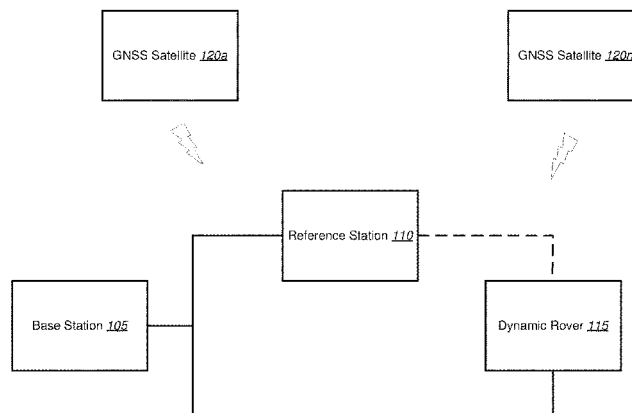 GNSS Satellite 120a
GNSS Satellite 120n
Reference Station 110
Base Station 105
Dynamic Rover 115